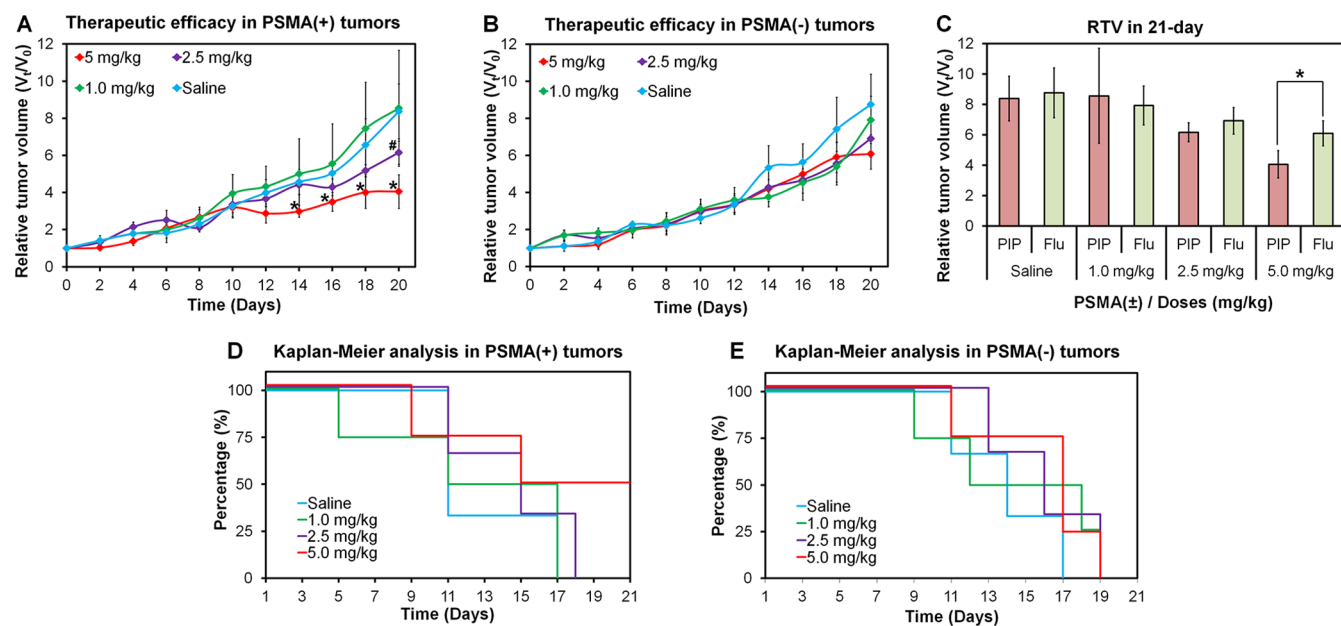 A Therapeutic efficacy in PSMA(+) tumors
Relative tumor volume (Vt/V0)
12
10
8
6
4
2
0
5 mg/kg 2.5 mg/kg
1.0 mg/kg Saline
#
* * * *
0 2 4 6 8 10 12 14 16 18 20
Time (Days)
B Therapeutic efficacy in PSMA(-) tumors
Relative tumor volume (Vt/V0)
12
10
8
6
4
2
0
5 mg/kg 2.5 mg/kg
1.0 mg/kg Saline
0 2 4 6 8 10 12 14 16 18 20
Time (Days)
C RTV in 21-day
Relative tumor volume (Vt/V0)
12
10
8
6
4
2
0
*
PIP Flu PIP Flu PIP Flu PIP Flu
Saline 1.0 mg/kg 2.5 mg/kg 5.0 mg/kg
PSMA(±) / Doses (mg/kg)
D Kaplan-Meier analysis in PSMA(+) tumors
Percentage (%)
100
75
50
25
0
Saline
1.0 mg/kg
2.5 mg/kg
5.0 mg/kg
1 3 5 7 9 11 13 15 17 19 21
Time (Days)
E Kaplan-Meier analysis in PSMA(-) tumors
Percentage (%)
100
75
50
25
0
Saline
1.0 mg/kg
2.5 mg/kg
5.0 mg/kg
1 3 5 7 9 11 13 15 17 19 21
Time (Days)